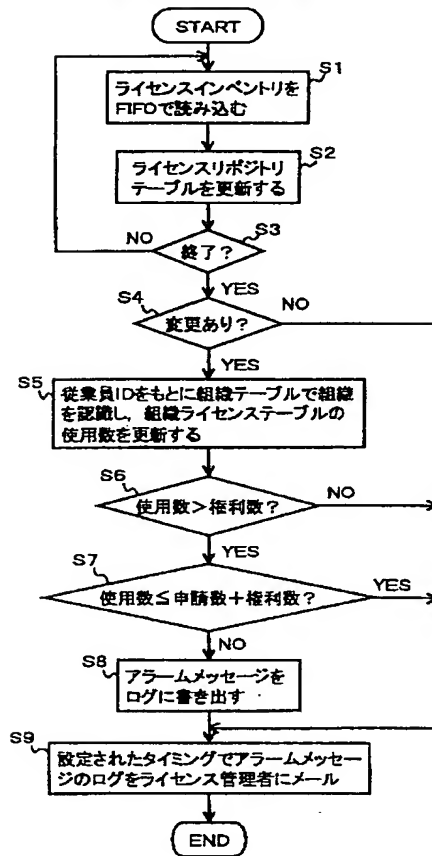 START
S1
ライセンスインベントリを
FIFOで読み込む
S2
ライセンスリポジトリ
テーブルを更新する
S3
NO
終了?
YES
S4
NO
変更あり?
YES
S5
従業員IDをもとに組織テーブルで組織
を認識し，組織ライセンステーブルの
使用数を更新する
S6
NO
使用数>権利数?
YES
S7
YES
使用数≦申請数+権利数?
NO
S8
アラームメッセージを
ログに書き出す
S9
設定されたタイミングでアラームメッセー
ジのログをライセンス管理者にメール
END